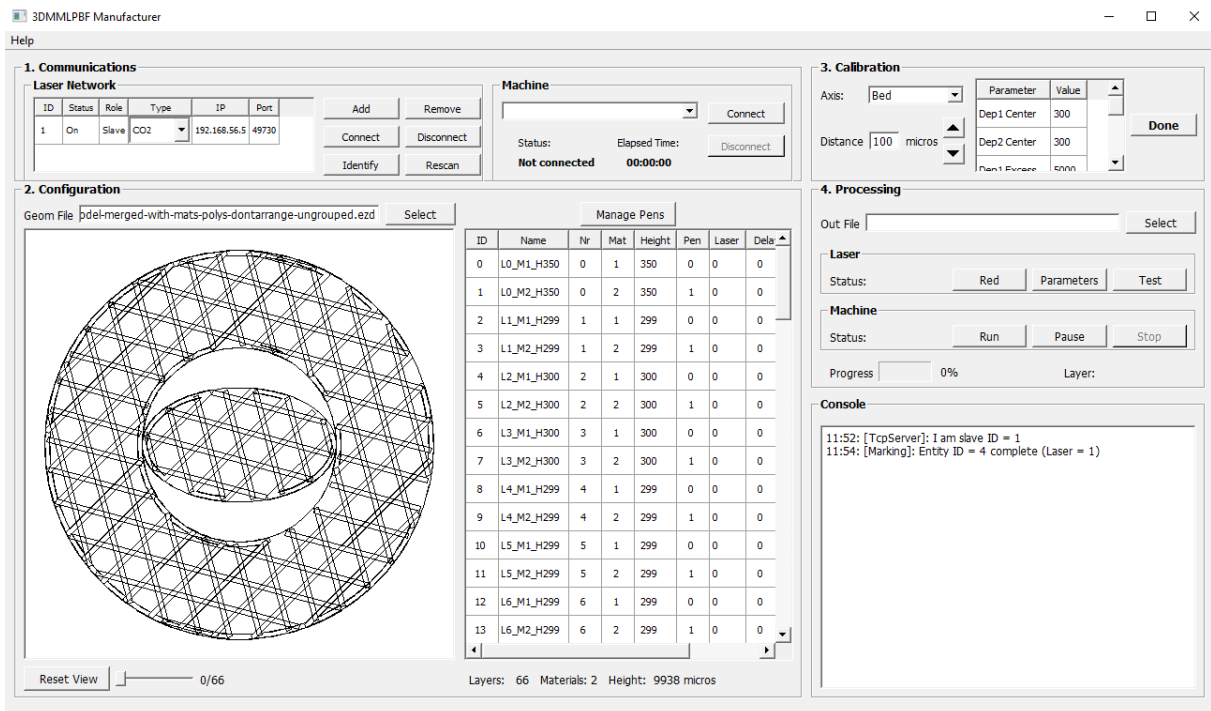 3DMMLPBF Manufacturer
Help
1. Communications
Laser Network
ID Status Role Type IP Port
1 On Slave CO2 192.168.56.5 49730
Add Remove
Connect Disconnect
Identify Rescan
Machine
Connect
Status: Elapsed Time: Disconnect
Not connected 00:00:00
2. Configuration
Geom File odel-merged-with-mats-polys-dontarrange-ungrouped.ezd Select
Manage Pens
ID Name Nr Mat Height Pen Laser Dela
0 L0_M1_H350 0 1 350 0 0 0
1 L0_M2_H350 0 2 350 1 0 0
2 L1_M1_H299 1 1 299 0 0 0
3 L1_M2_H299 1 2 299 1 0 0
4 L2_M1_H300 2 1 300 0 0 0
5 L2_M2_H300 2 2 300 1 0 0
6 L3_M1_H300 3 1 300 0 0 0
7 L3_M2_H300 3 2 300 1 0 0
8 L4_M1_H299 4 1 299 0 0 0
9 L4_M2_H299 4 2 299 1 0 0
10 L5_M1_H299 5 1 299 0 0 0
11 L5_M2_H299 5 2 299 1 0 0
12 L6_M1_H299 6 1 299 0 0 0
13 L6_M2_H299 6 2 299 1 0 0
Reset View 0/66
Layers: 66 Materials: 2 Height: 9938 micros
3. Calibration
Axis: Bed
Distance 100 micros
Parameter Value
Dep1 Center 300
Dep2 Center 300
Dep1 Excess 5000
Done
4. Processing
Out File Select
Laser
Status: Red Parameters Test
Machine
Status: Run Pause Stop
Progress 0% Layer:
Console
11:52: [TcpServer]: I am slave ID = 1
11:54: [Marking]: Entity ID = 4 complete (Laser = 1)